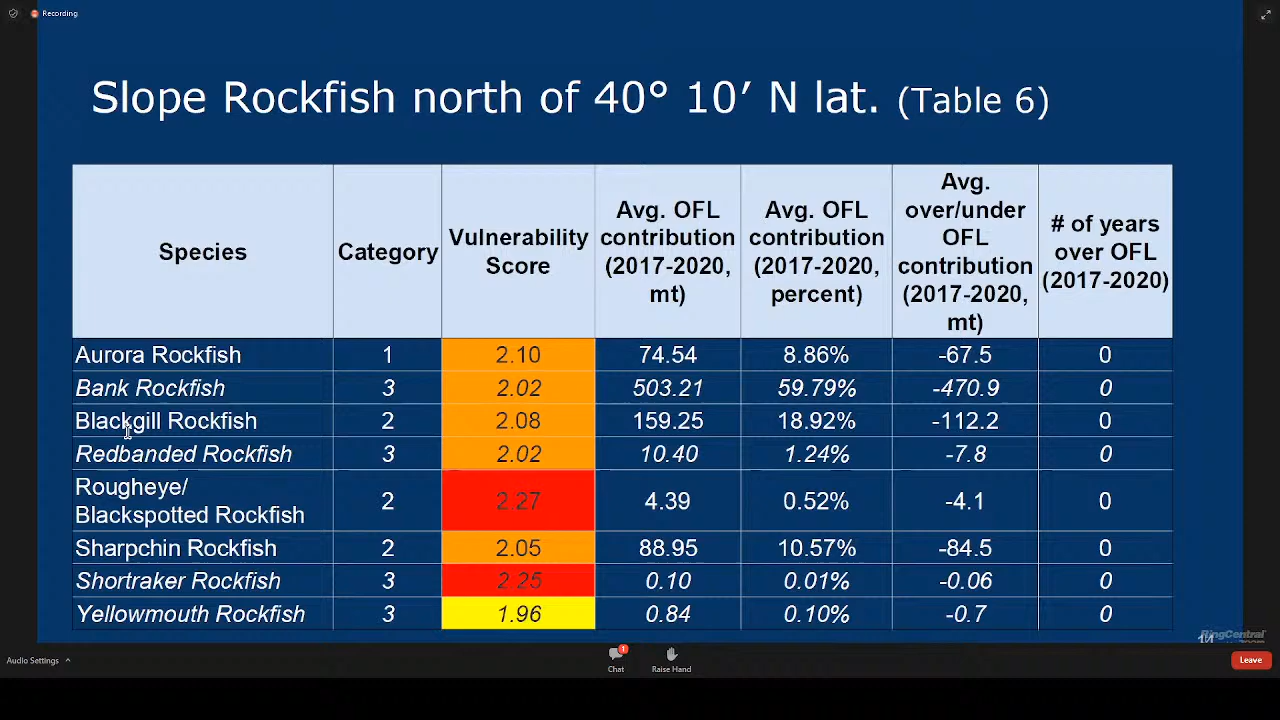 Recording
Slope Rockfish north of 40° 10′ N lat. (Table 6)
Species
Category
Vulnerability
Score
Avg. OFL
contribution
(2017-2020,
mt)
Avg. OFL
contribution
(2017-2020,
percent)
Avg.
over/under
OFL
contribution
(2017-2020,
mt)
# of years
over OFL
(2017-2020)
Aurora Rockfish 1 2.10 74.54 8.86% -67.5 0
Bank Rockfish 3 2.02 503.21 59.79% -470.9 0
Blackgill Rockfish 2 2.08 159.25 18.92% -112.2 0
Redbanded Rockfish 3 2.02 10.40 1.24% -7.8 0
Rougheye/
Blackspotted Rockfish 2 2.27 4.39 0.52% -4.1 0
Sharpchin Rockfish 2 2.05 88.95 10.57% -84.5 0
Shortraker Rockfish 3 2.25 0.10 0.01% -0.06 0
Yellowmouth Rockfish 3 1.96 0.84 0.10% -0.7 0
RingCentral
Audio Settings
1
Chat
Raise Hand
Leave